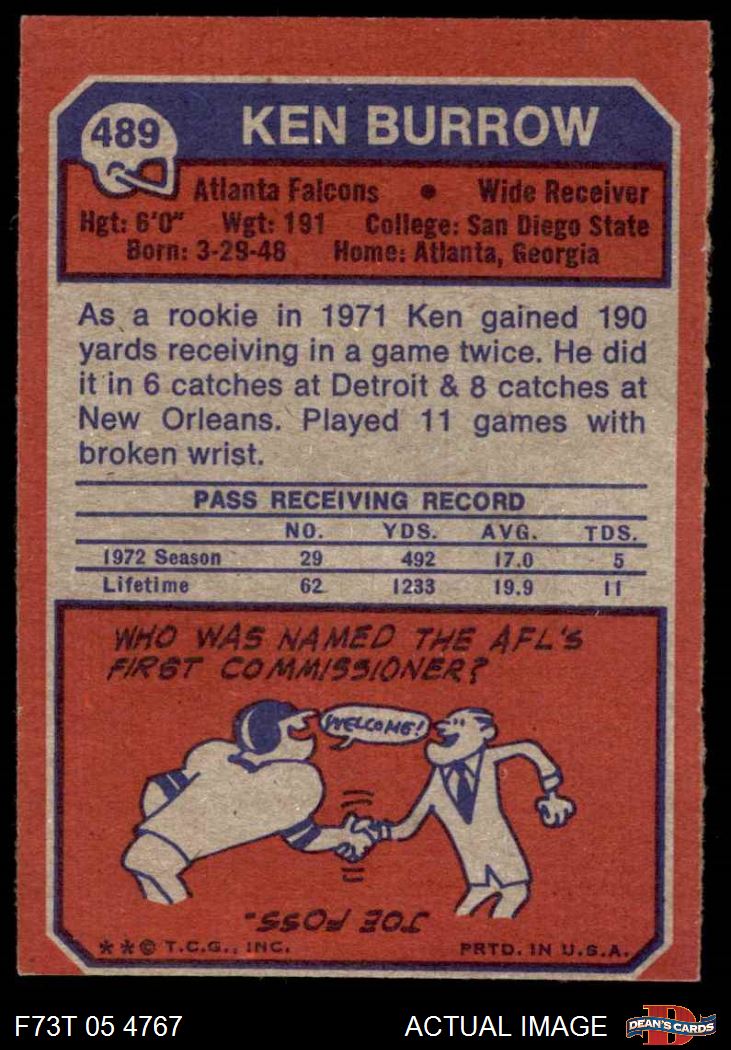 489
KEN BURROW
Atlanta Falcons • Wide Receiver
Hgt: 6'0" Wgt: 191 College: San Diego State
Born: 3-29-48 Home: Atlanta, Georgia
As a rookie in 1971 Ken gained 190
yards receiving in a game twice. He did
it in 6 catches at Detroit & 8 catches at
New Orleans. Played 11 games with
broken wrist.
PASS RECEIVING RECORD
NO. YDS. AVG. TDS.
1972 Season 29 492 17.0 5
Lifetime 62 1233 19.9 11
WHO WAS NAMED THE AFL'S
FIRST COMMISSIONER?
WELCOME!
JOE FOSS-
**© T.C.G., INC. PRTD. IN U.S.A.
F73T 05 4767 ACTUAL IMAGE
D
DEAN'S CARDS